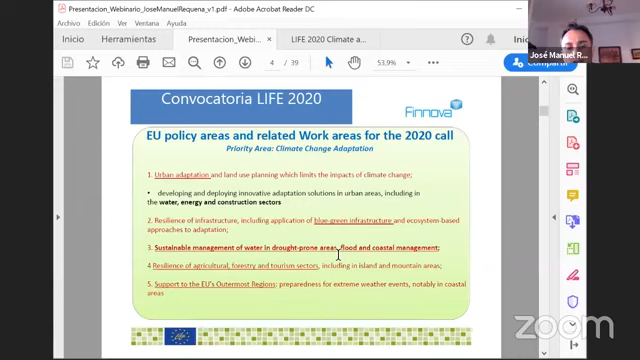 Presentacion_Webinario_JoseManuelRequena_v1.pdf - Adobe Acrobat Reader DC
Archivo Edición Ver Ventana Ayuda
Inicio Herramientas Presentacion_Webi... × LIFE 2020 Climate a...
4 / 39 53,9% Compartir
José Manuel R...
Convocatoria LIFE 2020
Finnova
EU policy areas and related Work areas for the 2020 call
Priority Area: Climate Change Adaptation
1. Urban adaptation and land use planning which limits the impacts of climate change;
• developing and deploying innovative adaptation solutions in urban areas, including in
the water, energy and construction sectors
2. Resilience of infrastructure, including application of blue-green infrastructure and ecosystem-based
approaches to adaptation;
3. Sustainable management of water in drought-prone areas, flood and coastal management;
4 Resilience of agricultural, forestry and tourism sectors, including in island and mountain areas;
5. Support to the EU's Outermost Regions: preparedness for extreme weather events, notably in coastal
areas
zoom